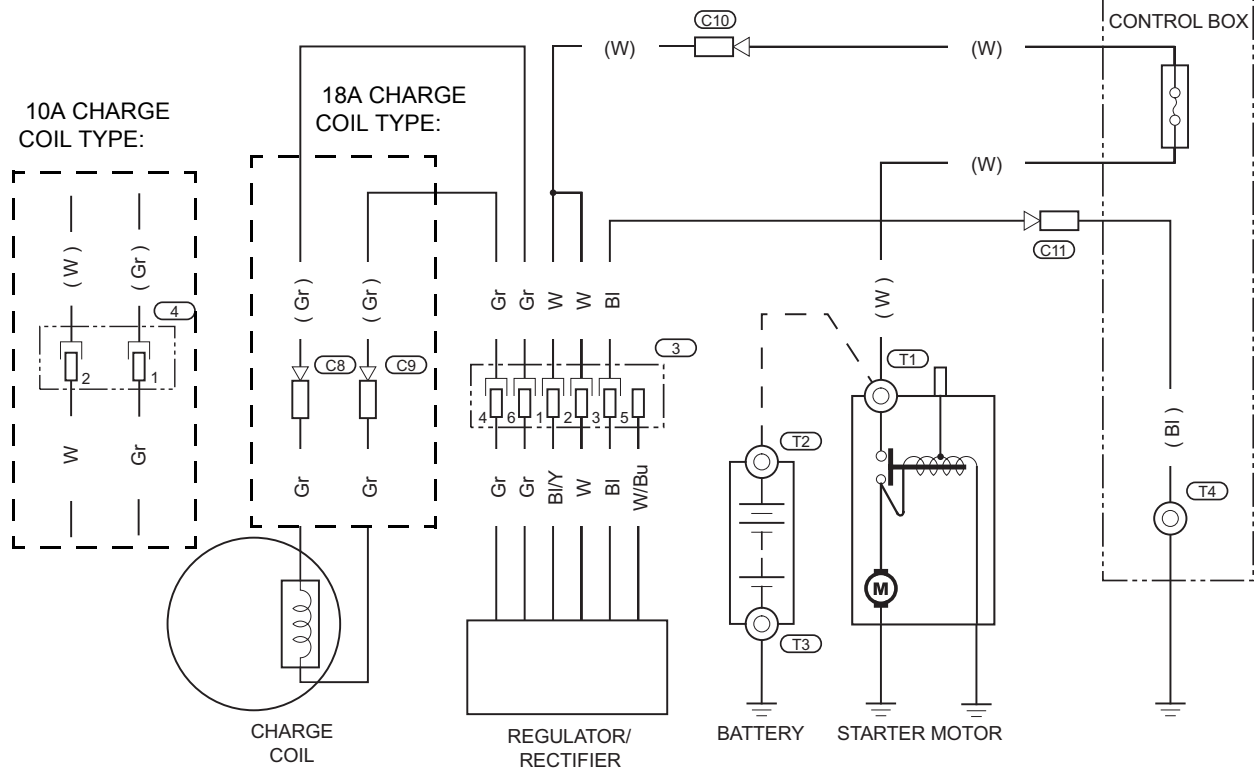 CONTROL BOX
C10
(W)
(W)
18A CHARGE
COIL TYPE:
10A CHARGE
COIL TYPE:
(W)
C11
( W )
( Gr )
( Gr )
( Gr )
Gr
Gr
W
W
Bl
( W )
4
3
T1
C8
C9
2
1
4
6
1
2
3
5
( Bl )
T2
W
Gr
Gr
Gr
Gr
Gr
Bl/Y
W
Bl
W/Bu
T4
M
T3
CHARGE
COIL
REGULATOR/
RECTIFIER
BATTERY
STARTER MOTOR